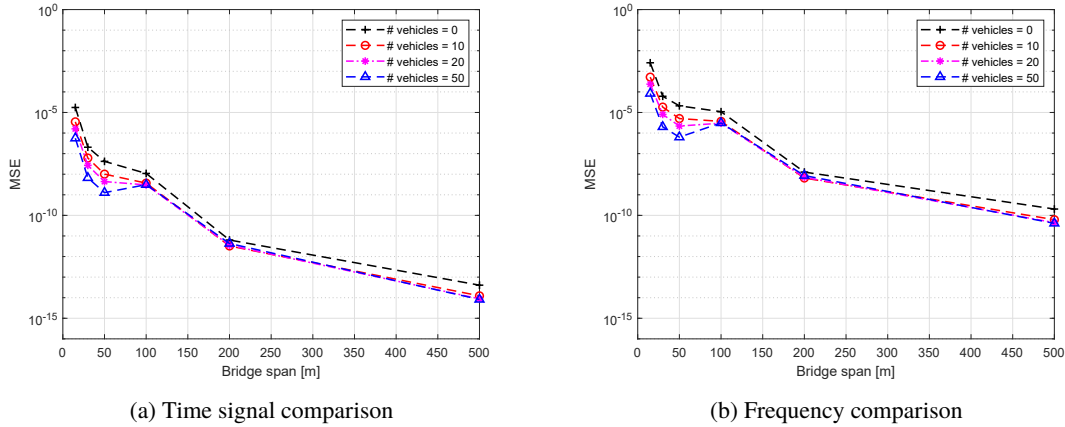 10^0
10^-5
10^-10
10^-15
MSE
0 50 100 150 200 250 300 350 400 450 500
Bridge span [m]
# vehicles = 0
# vehicles = 10
# vehicles = 20
# vehicles = 50
(a) Time signal comparison
10^0
10^-5
10^-10
10^-15
MSE
0 50 100 150 200 250 300 350 400 450 500
Bridge span [m]
# vehicles = 0
# vehicles = 10
# vehicles = 20
# vehicles = 50
(b) Frequency comparison